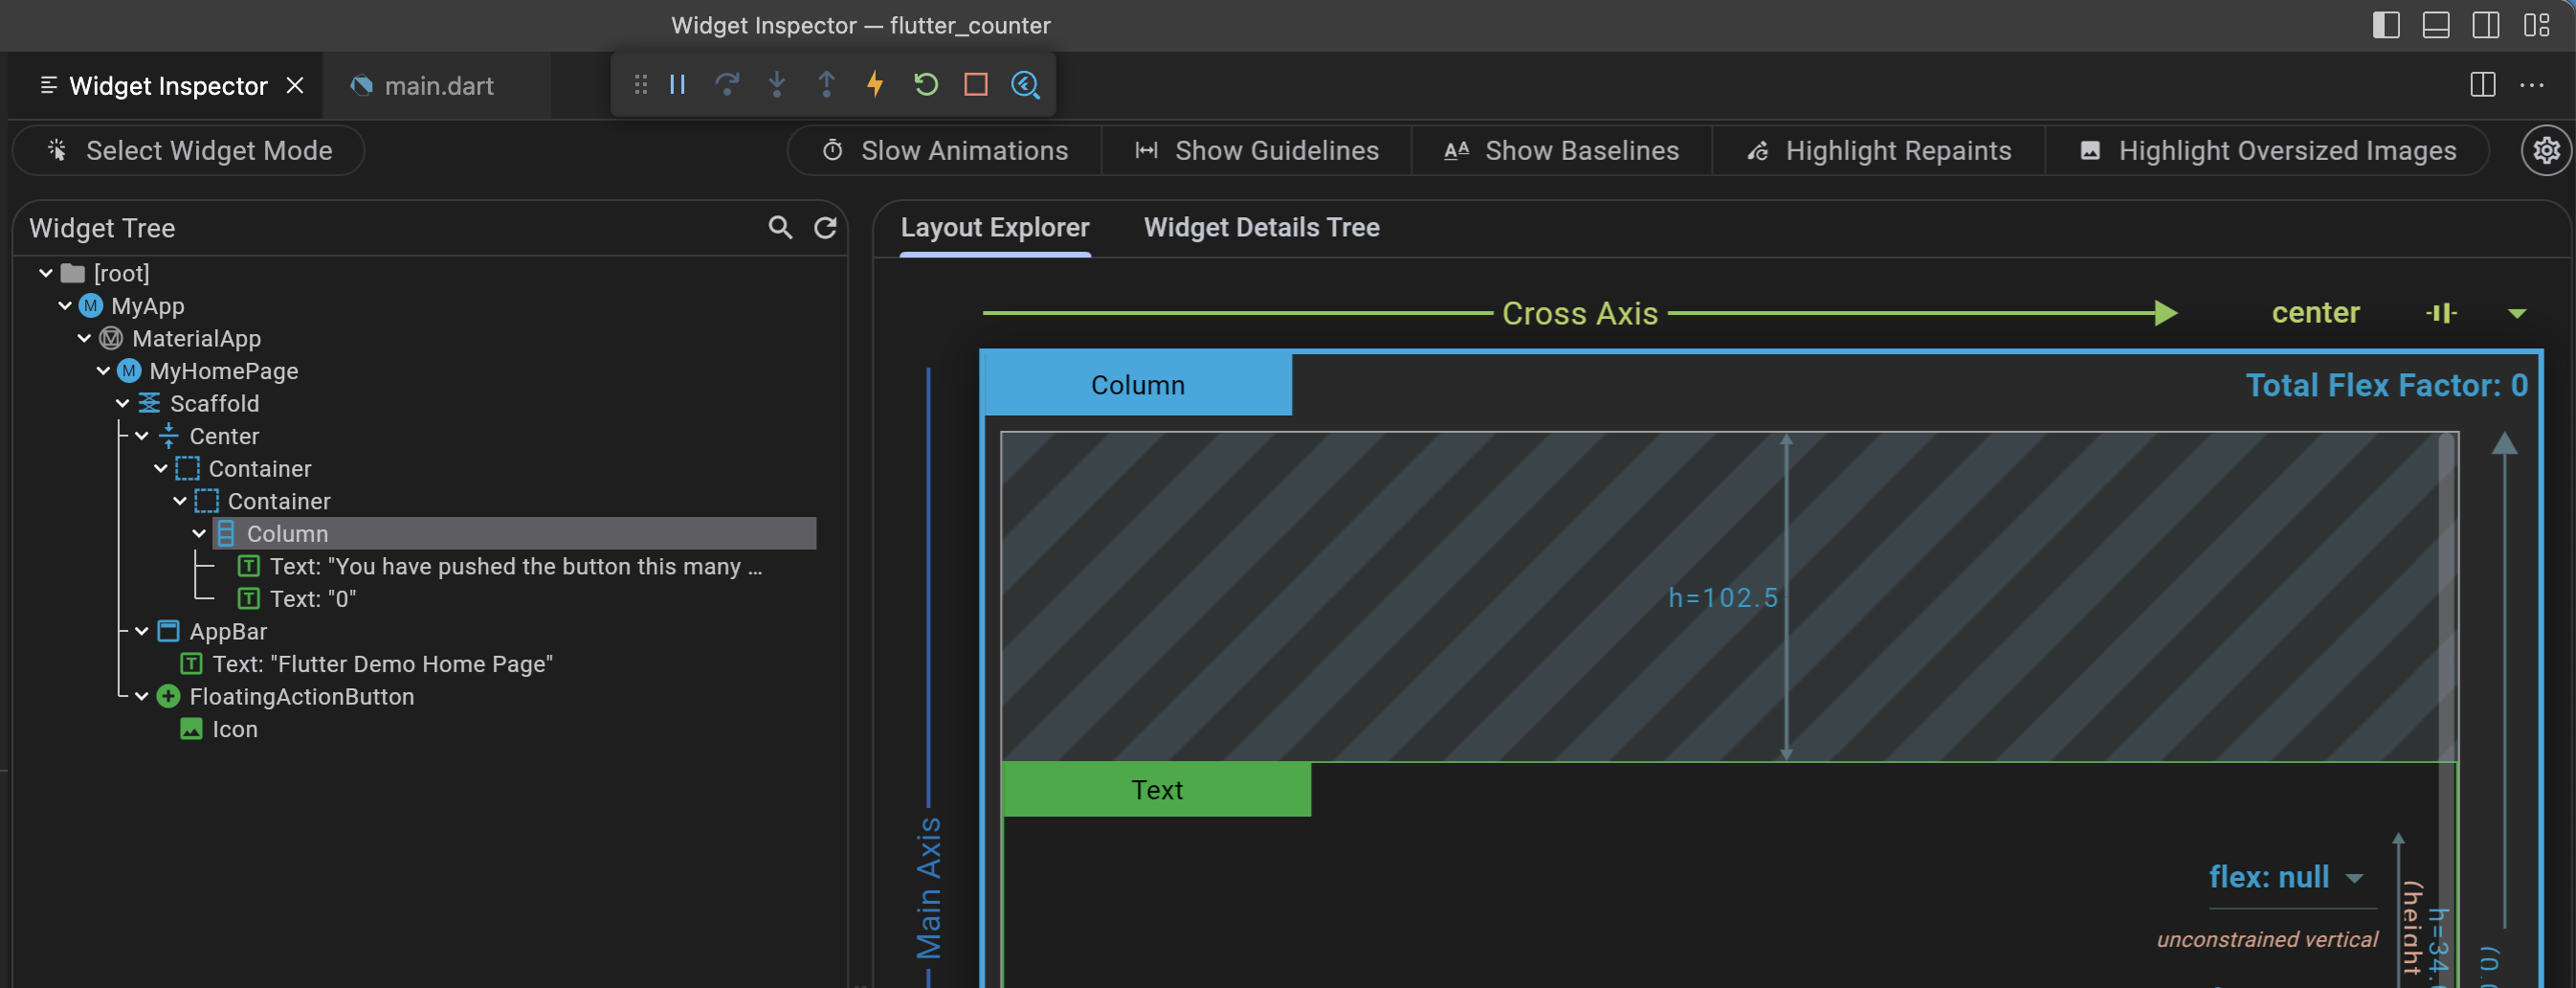 Widget Inspector — flutter_counter
Widget Inspector
main.dart
Select Widget Mode
Slow Animations
Show Guidelines
Show Baselines
Highlight Repaints
Highlight Oversized Images
Widget Tree
[root]
MyApp
MaterialApp
MyHomePage
Scaffold
Center
Container
Container
Column
Text: "You have pushed the button this many ...
Text: "0"
AppBar
Text: "Flutter Demo Home Page"
FloatingActionButton
Icon
Layout Explorer
Widget Details Tree
Cross Axis
center
Column
Total Flex Factor: 0
h=102.5
Main Axis
Text
flex: null
unconstrained vertical
(height
h=34.
(0.